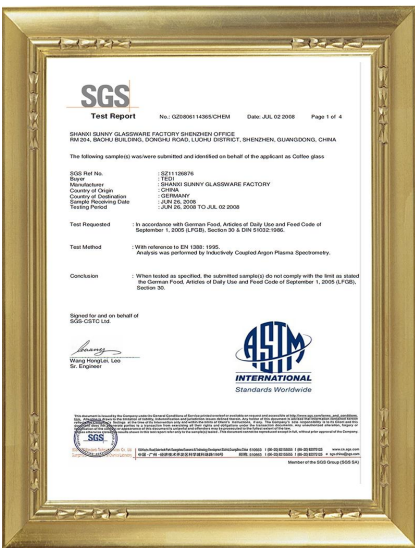 SGS
Test Report No.: GZ0806114365/CHEM Date: JUL 02 2008 Page 1 of 4
SHANXI SUNNY GLASSWARE FACTORY SHENZHEN OFFICE
RM 204, BAOHU BUILDING, DONGHU ROAD, LUOHU DISTRICT, SHENZHEN, GUANGDONG, CHINA
The following sample(s) was/were submitted and identified on behalf of the applicant as Coffee glass
SGS Ref No. : SZ11126876
Buyer : TEDI
Manufacturer : SHANXI SUNNY GLASSWARE FACTORY
Country of Origin : CHINA
Country of Destination : GERMANY
Sample Receiving Date : JUN 26, 2008
Testing Period : JUN 26, 2008 TO JUL 02 2008
Test Requested : In accordance with German Food, Articles of Daily Use and Feed Code of
September 1, 2005 (LFGB), Section 30 & DIN 51032:1986.
Test Method : With reference to EN 1388: 1995.
Analysis was performed by Inductively Coupled Argon Plasma Spectrometry.
Conclusion : When tested as specified, the submitted sample(s) do not comply with the limit as stated
the German Food, Articles of Daily Use and Feed Code of September 1, 2005 (LFGB),
Section 30.
Signed for and on behalf of
SGS-CSTC Ltd.
Wang HongLei, Leo
Sr. Engineer
ASTM
INTERNATIONAL
Standards Worldwide
SGS
Member of the SGS Group (SGS SA)